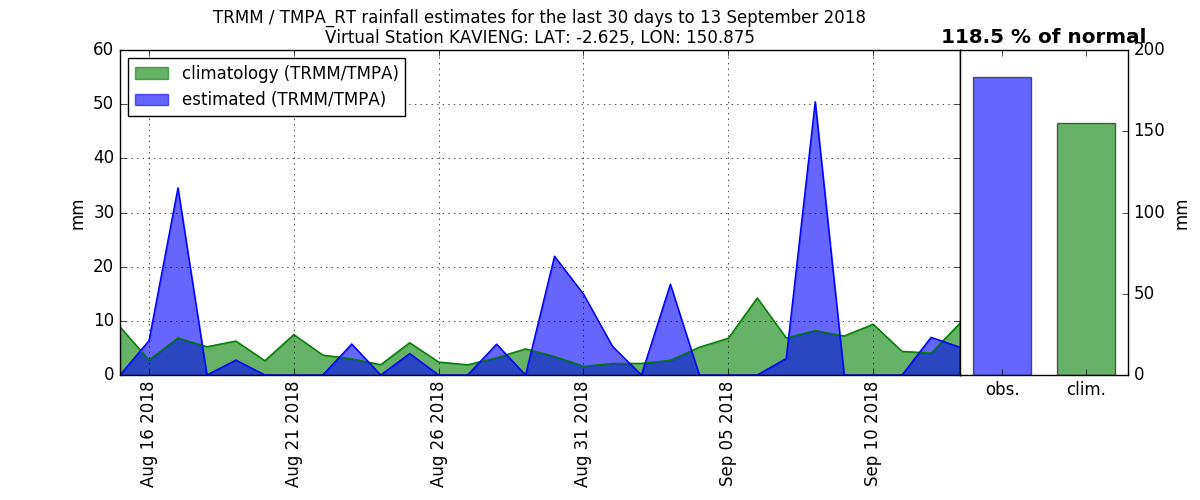 TRMM / TMPA_RT rainfall estimates for the last 30 days to 13 September 2018
Virtual Station KAVIENG: LAT: -2.625, LON: 150.875
118.5 % of normal
climatology (TRMM/TMPA)
estimated (TRMM/TMPA)
60
50
40
30
20
10
0
mm
200
150
100
50
0
mm
obs.
clim.
Aug 16 2018
Aug 21 2018
Aug 26 2018
Aug 31 2018
Sep 05 2018
Sep 10 2018